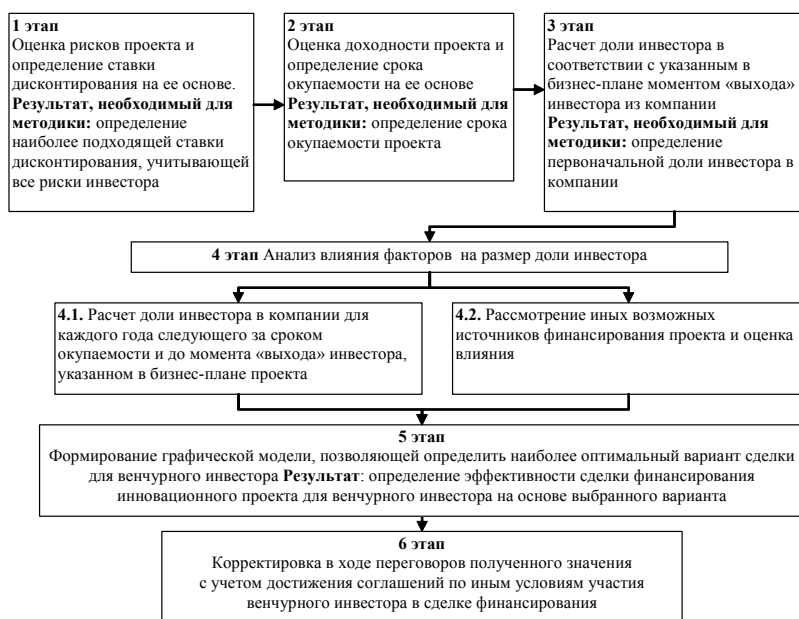 1 этап
Оценка рисков проекта и
определение ставки
дисконтирования на ее основе.
Результат, необходимый для
методики: определение
наиболее подходящей ставки
дисконтирования, учитывающей
все риски инвестора
2 этап
Оценка доходности проекта и
определение срока
окупаемости на ее основе
Результат, необходимый для
методики: определение срока
окупаемости проекта
3 этап
Расчет доли инвестора в
соответствии с указанным в
бизнес-плане моментом «выхода»
инвестора из компании
Результат, необходимый для
методики: определение
первоначальной доли инвестора в
компании
4 этап Анализ влияния факторов на размер доли инвестора
4.1. Расчет доли инвестора в компании для
каждого года следующего за сроком
окупаемости и до момента «выхода» инвестора,
указанном в бизнес-плане проекта
4.2. Рассмотрение иных возможных
источников финансирования проекта и оценка
влияния
5 этап
Формирование графической модели, позволяющей определить наиболее оптимальный вариант сделки
для венчурного инвестора Результат: определение эффективности сделки финансирования
инновационного проекта для венчурного инвестора на основе выбранного варианта
6 этап
Корректировка в ходе переговоров полученного значения
с учетом достижения соглашений по иным условиям участия
венчурного инвестора в сделке финансирования